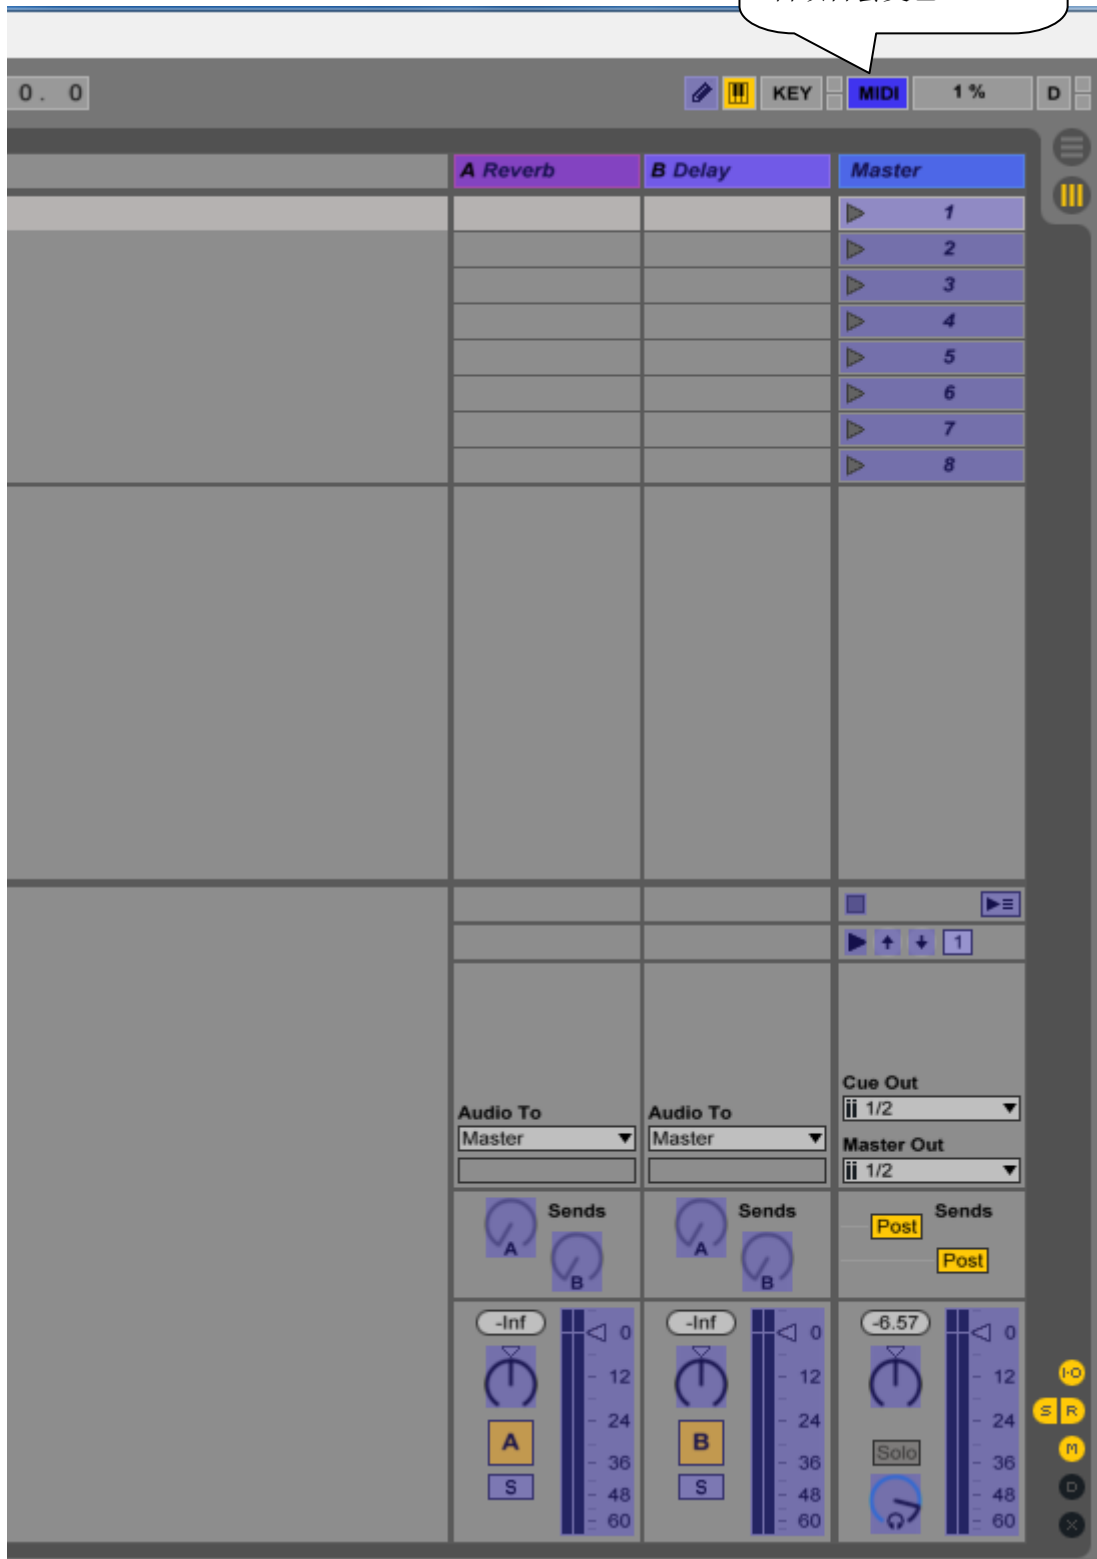 0. 0
KEY MIDI 1 % D
A Reverb B Delay Master
1
2
3
4
5
6
7
8
1
Cue Out
1/2
Audio To Audio To
Master Master
Master Out
1/2
Sends Sends Sends
A A Post
B B Post
-Inf -Inf -6.57
0 0 0
12 12 12
24 24 24
A B Solo
36 36 36
S S
48 48 48
60 60 60
I·O
S R
M
D
X